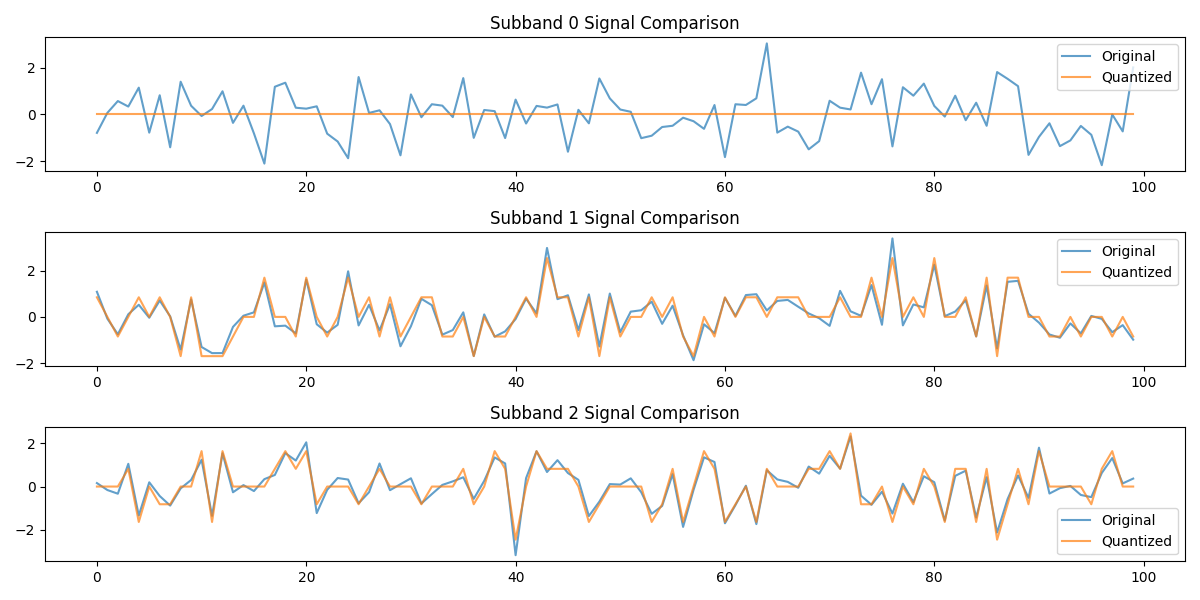 Subband 0 Signal Comparison
Original
Quantized
2
0
−2
0 20 40 60 80 100
Subband 1 Signal Comparison
Original
Quantized
2
0
−2
0 20 40 60 80 100
Subband 2 Signal Comparison
2
0
−2
Original
Quantized
0 20 40 60 80 100